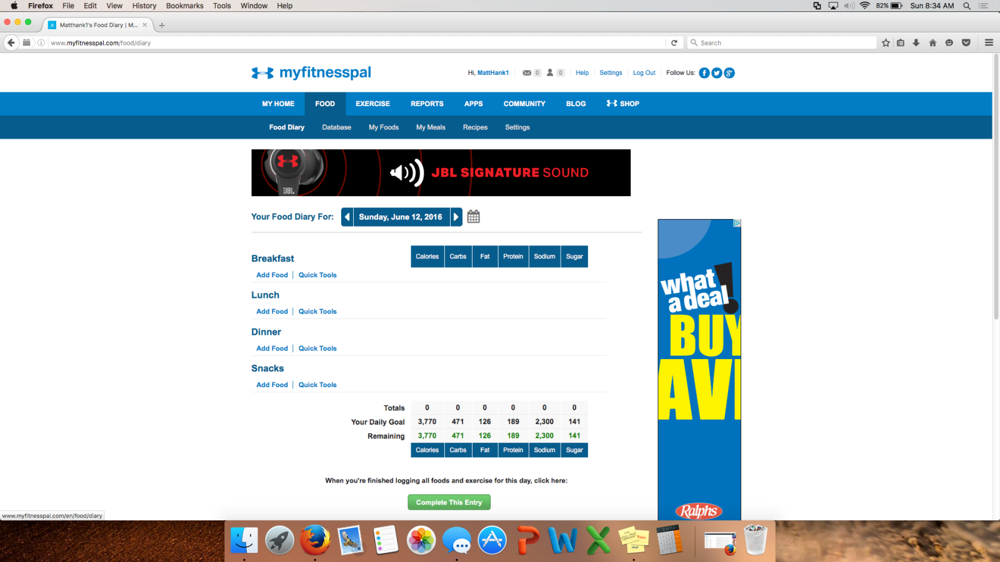 Firefox File Edit View History Bookmarks Tools Window Help 82% Sun 8:34 AM
Matthank1's Food Diary | M...
www.myfitnesspal.com/food/diary Search
myfitnesspal Hi, MattHank1 0 0 Help Settings Log Out Follow Us:
MY HOME FOOD EXERCISE REPORTS APPS COMMUNITY BLOG SHOP
Food Diary Database My Foods My Meals Recipes Settings
JBL JBL SIGNATURE SOUND
Your Food Diary For: Sunday, June 12, 2016
Breakfast Calories Carbs Fat Protein Sodium Sugar
Add Food Quick Tools
Lunch
Add Food Quick Tools
Dinner
Add Food Quick Tools
Snacks
Add Food Quick Tools
Totals 0 0 0 0 0 0
Your Daily Goal 3,770 471 126 189 2,300 141
Remaining 3,770 471 126 189 2,300 141
Calories Carbs Fat Protein Sodium Sugar
When you're finished logging all foods and exercise for this day, click here:
Complete This Entry
what
a deal!
BUY
AV
Ralphs
www.myfitnesspal.com/en/food/diary